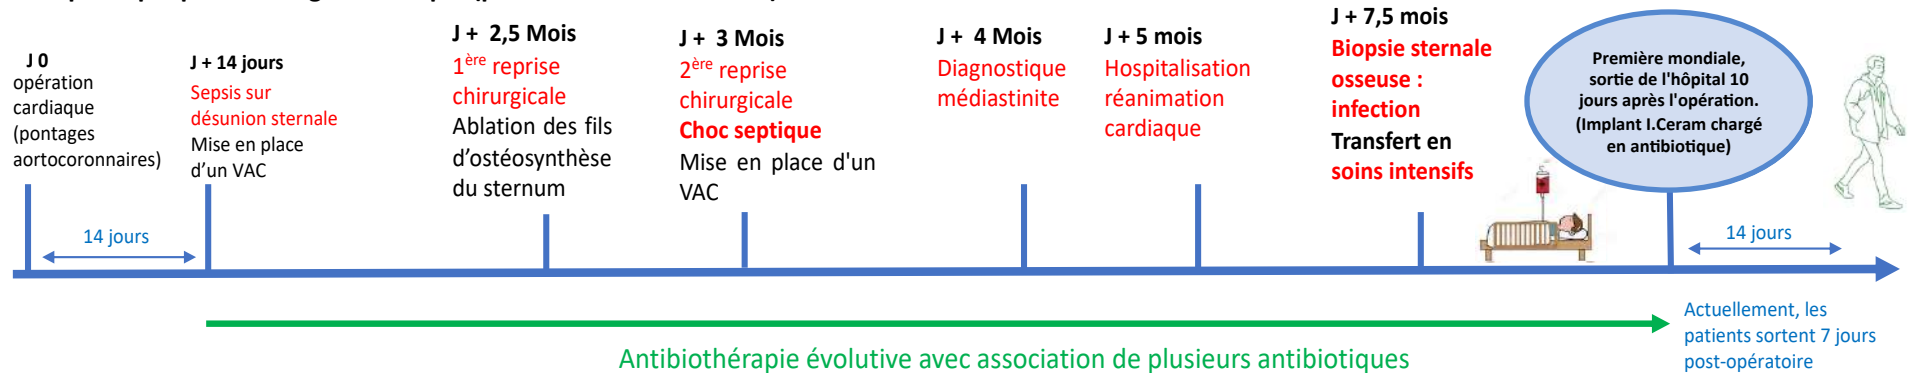 J 0
opération
cardiaque
(pontages
aortocoronnaires)
J + 14 jours
Sepsis sur
désunion sternale
Mise en place
d’un VAC
J + 2,5 Mois
1ère reprise
chirurgicale
Ablation des fils
d’ostéosynthèse
du sternum
J + 3 Mois
2ère reprise
chirurgicale
Choc septique
Mise en place d'un
VAC
J + 4 Mois
Diagnostique
médiastinite
J + 5 mois
Hospitalisation
réanimation
cardiaque
J + 7,5 mois
Biopsie sternale
osseuse :
infection
Transfert en
soins intensifs
Première mondiale,
sortie de l'hôpital 10
jours après l'opération.
(Implant I.Ceram chargé
en antibiotique)
14 jours
14 jours
Antibiothérapie évolutive avec association de plusieurs antibiotiques
Actuellement, les
patients sortent 7 jours
post-opératoire